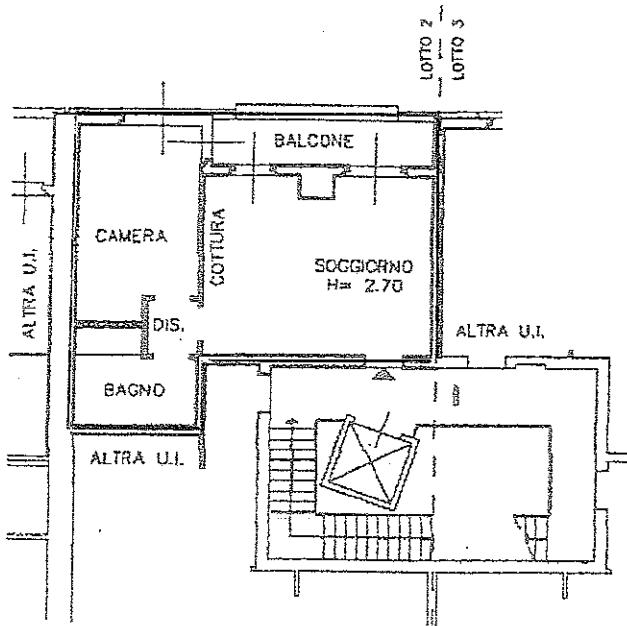 LOTTO 2
LOTTO 3
BALCONE
CAMERA
COTTURA
SOGGIORNO
H= 2.70
ALTRA U.I.
DIS.
ALTRA U.I.
BAGNO
ALTRA U.I.